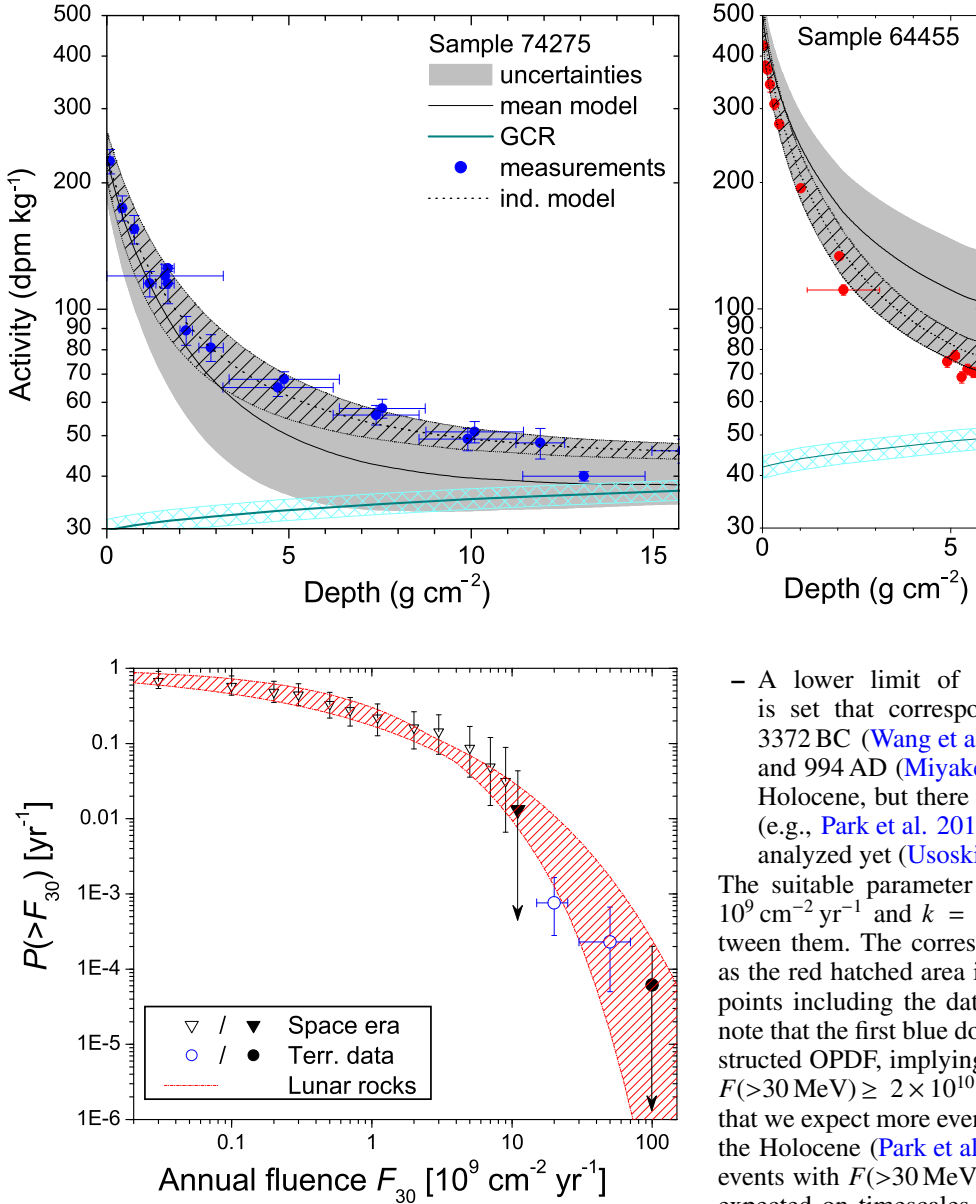 500
300
200
100
90
80
70
60
50
40
30
Activity (dpm kg⁻¹)
Sample 74275
uncertainties
mean model
GCR
measurements
ind. model
0
5
10
15
Depth (g cm⁻²)
500
300
200
100
90
80
70
60
50
40
30
Sample 64455
0
5
Depth (g cm⁻²)
1
0.1
0.01
1E-3
1E-4
1E-5
1E-6
P(>F₃₀) [yr⁻¹]
/ Space era
/ Terr. data
Lunar rocks
0.1
1
10
100
Annual fluence F₃₀ [10⁹ cm⁻² yr⁻¹]
– A lower limit of
is set that correspo
3372 BC (Wang et a
and 994 AD (Miyake
Holocene, but there
(e.g., Park et al. 201
analyzed yet (Usoski
The suitable parameter
10⁹ cm⁻² yr⁻¹ and k =
tween them. The corres
as the red hatched area i
points including the dat
note that the first blue do
structed OPDF, implying
F(>30 MeV) ≥ 2 × 10¹⁰
that we expect more even
the Holocene (Park et al
events with F(>30 MeV